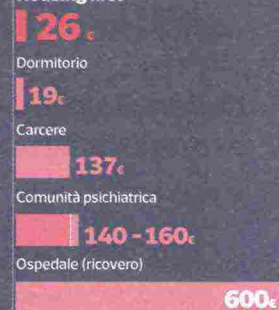 26€
Dormitorio
19€
Carcere
137€
Comunità psichiatrica
140-160€
Ospedale (ricovero)
600€